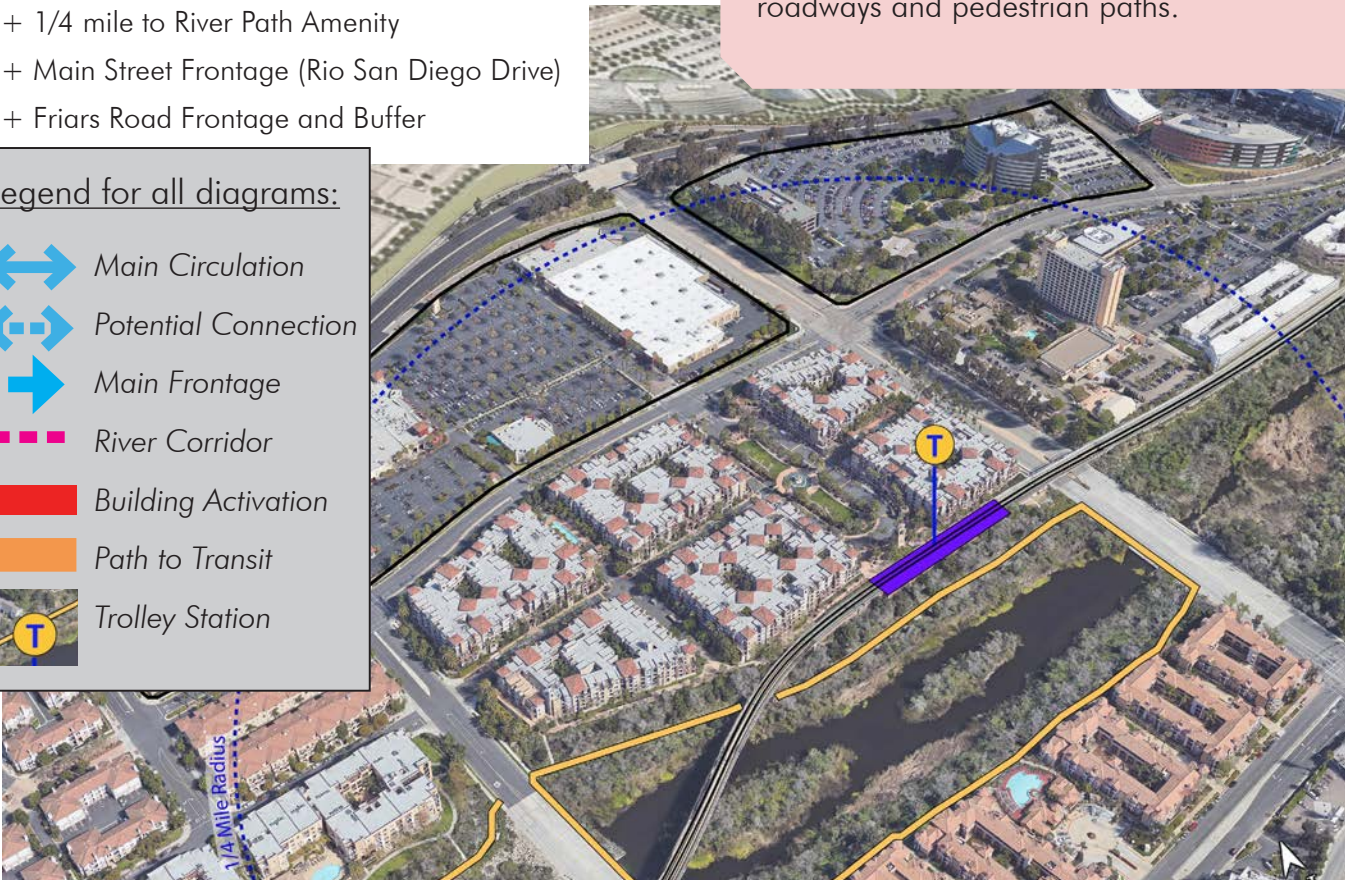 + 1/4 mile to River Path Amenity
+ Main Street Frontage (Rio San Diego Drive)
+ Friars Road Frontage and Buffer
roadways and pedestrian paths.
egend for all diagrams:
Main Circulation
Potential Connection
Main Frontage
River Corridor
Building Activation
Path to Transit
T
Trolley Station
T
1/4 Mile Radius